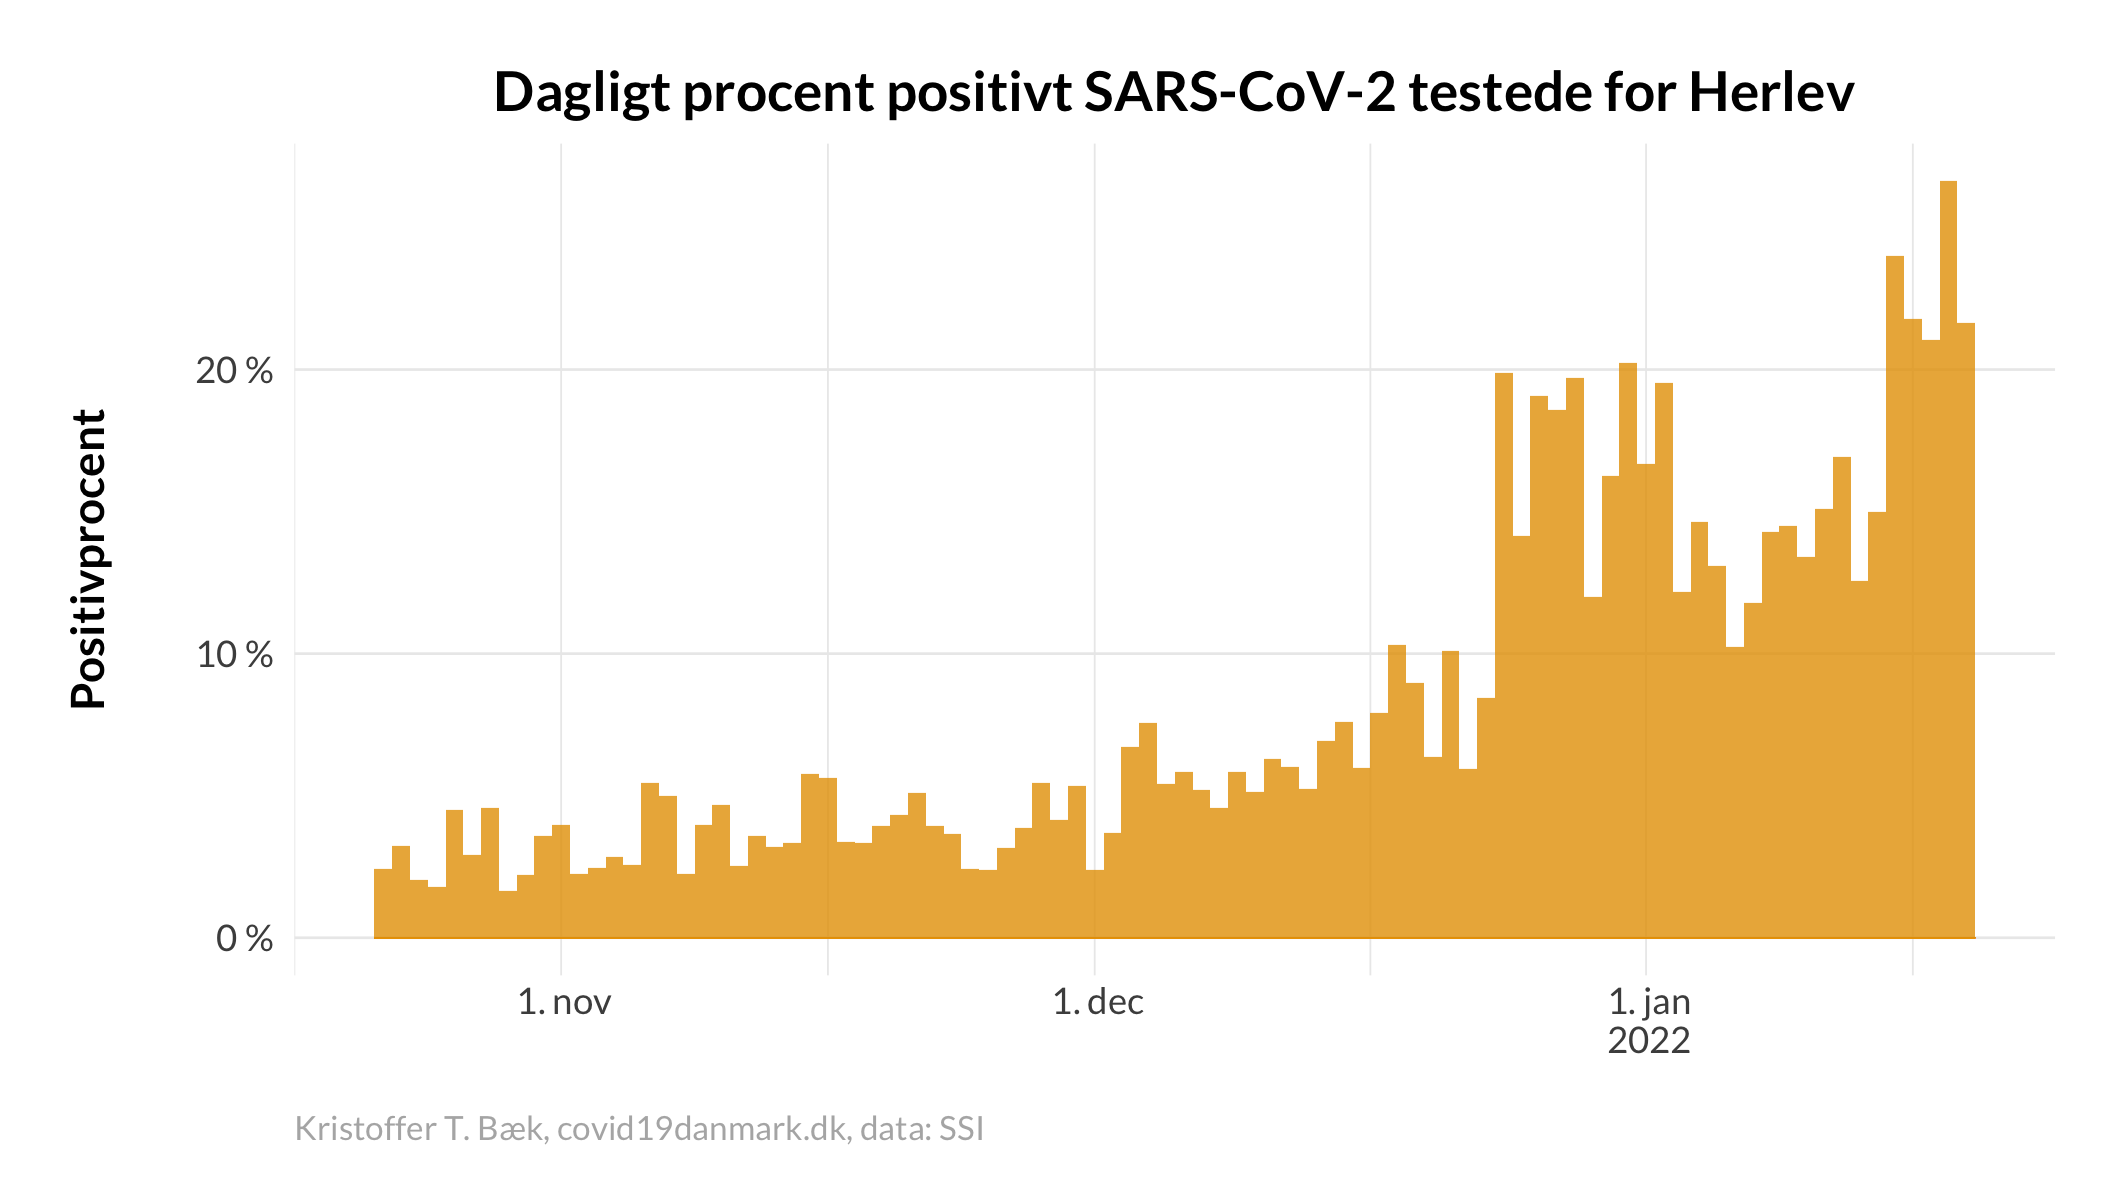 Dagligt procent positivt SARS-CoV-2 testede for Herlev
Positivprocent
20 %
10 %
0 %
1. nov
1. dec
1. jan
2022
Kristoffer T. Bæk, covid19danmark.dk, data: SSI